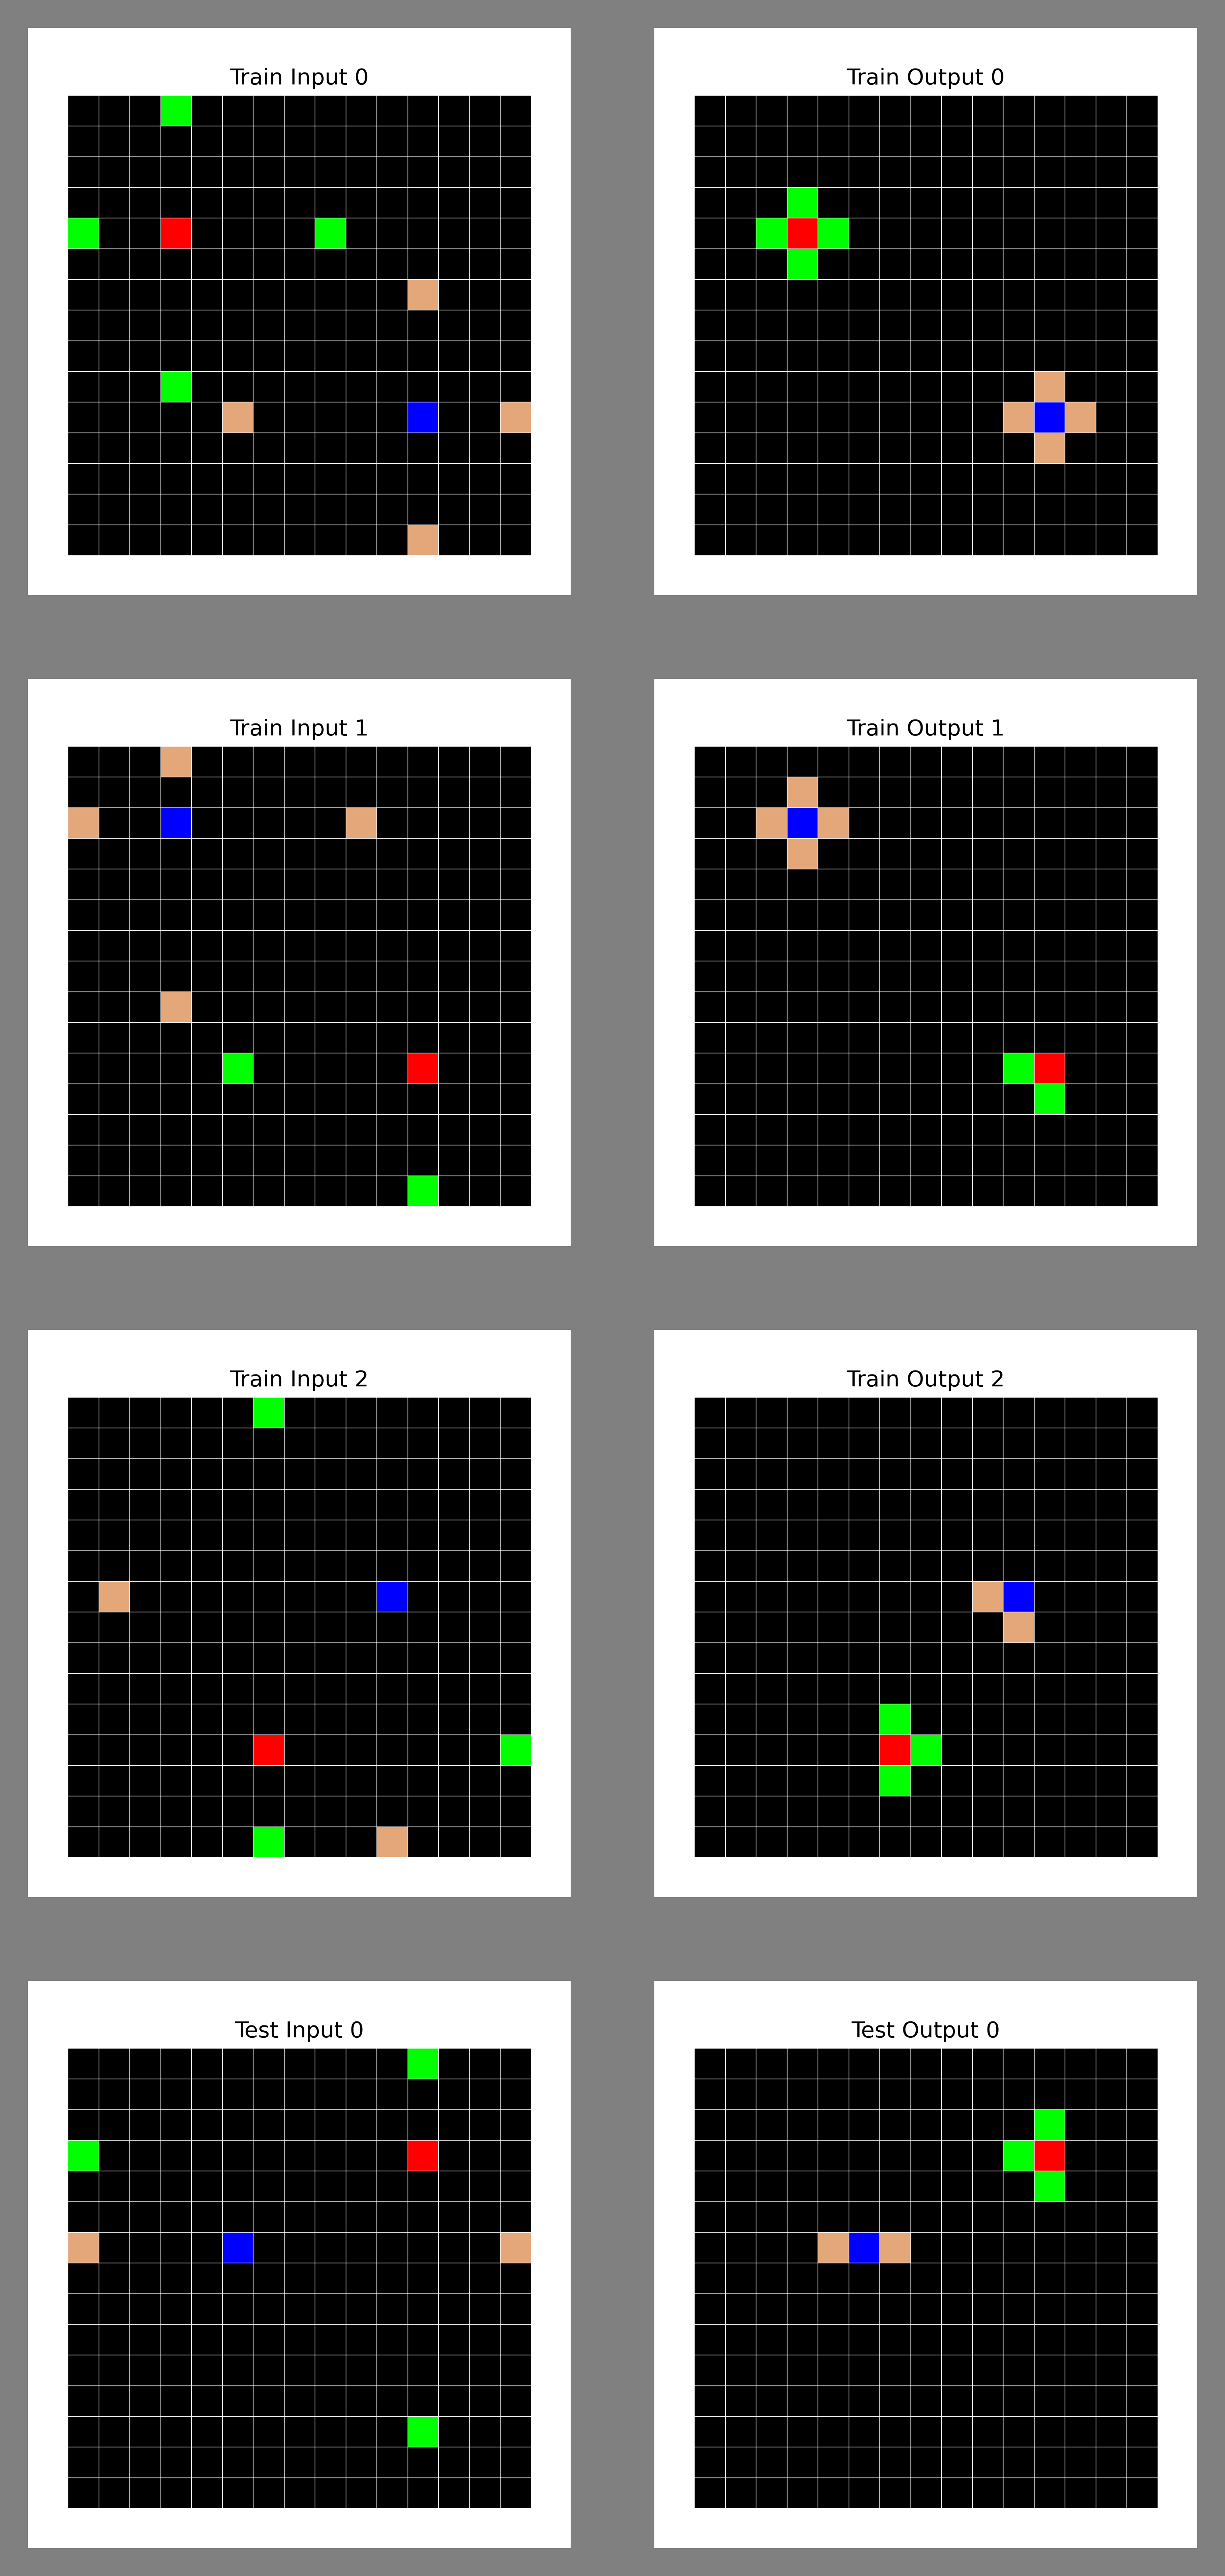 Train Input 0
Train Output 0
Train Input 1
Train Output 1
Train Input 2
Train Output 2
Test Input 0
Test Output 0